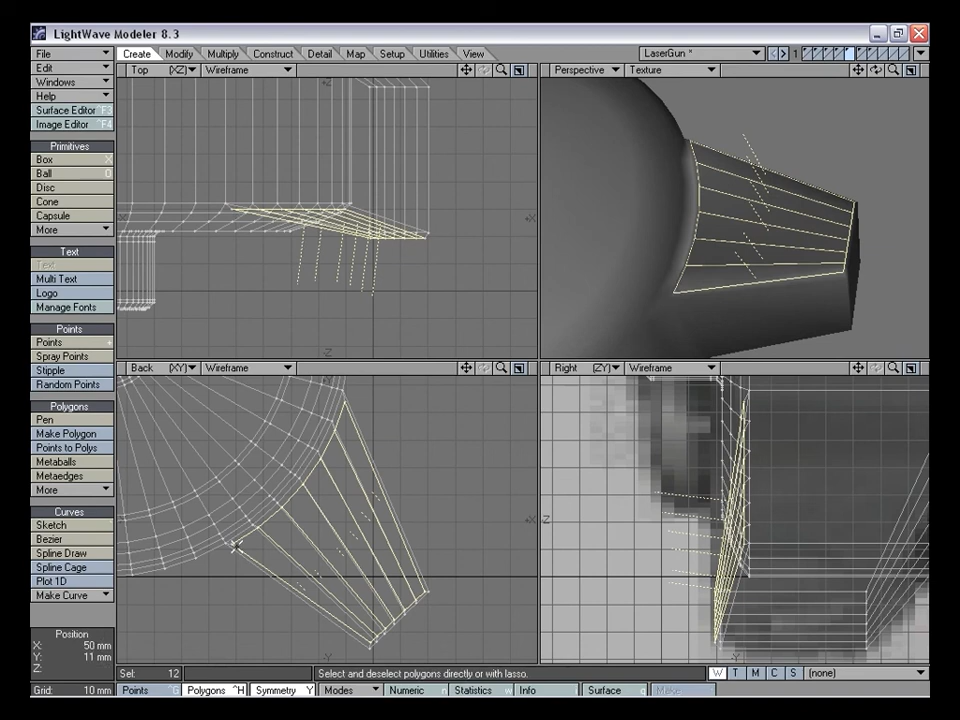 LightWave Modeler 8.3
File
Edit
Windows
Help
Surface Editor F3
Image Editor ^F4
Create Modify Multiply Construct Detail Map Setup Utilities View
LaserGun * 1
Top (XZ) Wireframe
Perspective Texture
Primitives
Box X
Ball O
Disc
Cone
Capsule
More
Text
Text
Multi Text
Logo
Manage Fonts
Points
Points +
Spray Points
Stipple
Random Points
Back (XY) Wireframe
Right (ZY) Wireframe
Polygons
Pen
Make Polygon
Points to Polys
Metaballs
Metaedges
More
Curves
Sketch
Bezier
Spline Draw
Spline Cage
Plot 1D
Make Curve
Position
X: 50 mm
Y: 11 mm
Z:
Grid: 10 mm
Sel: 12
Select and deselect polygons directly or with lasso.
W T M C S (none)
Points ^G Polygons ^H Symmetry Y Modes Numeric n Statistics w Info i Surface q Make